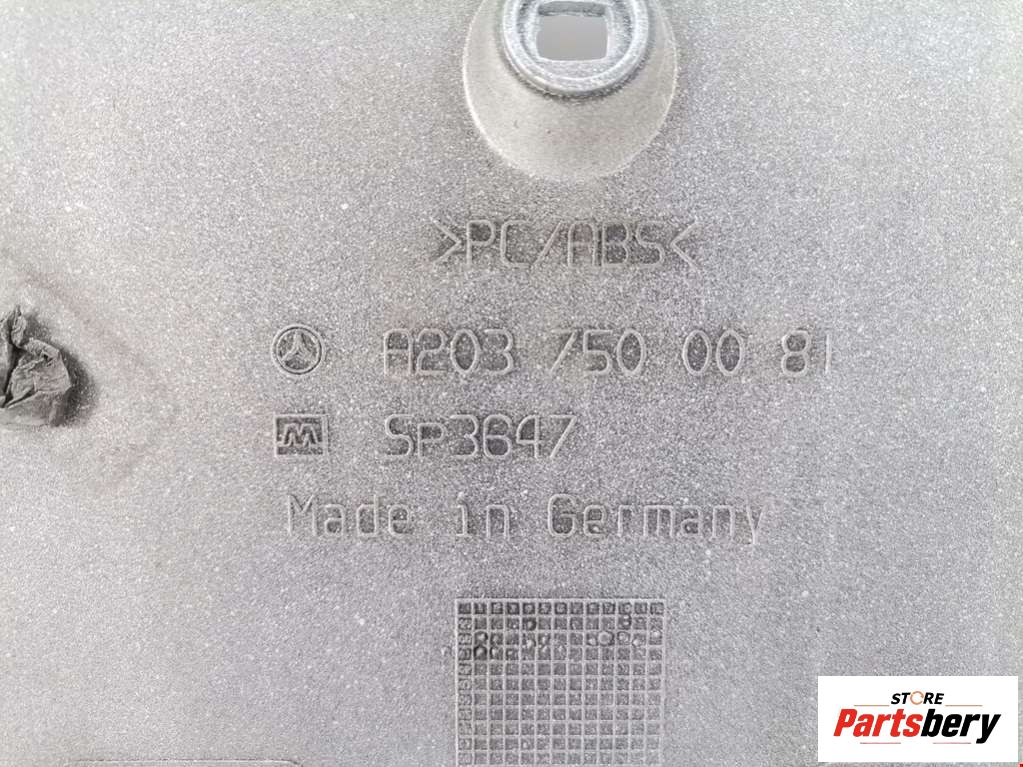 >PC/ABS<
A203 750 00 81
M SP3647
Made in Germany
STORE
Partsbery